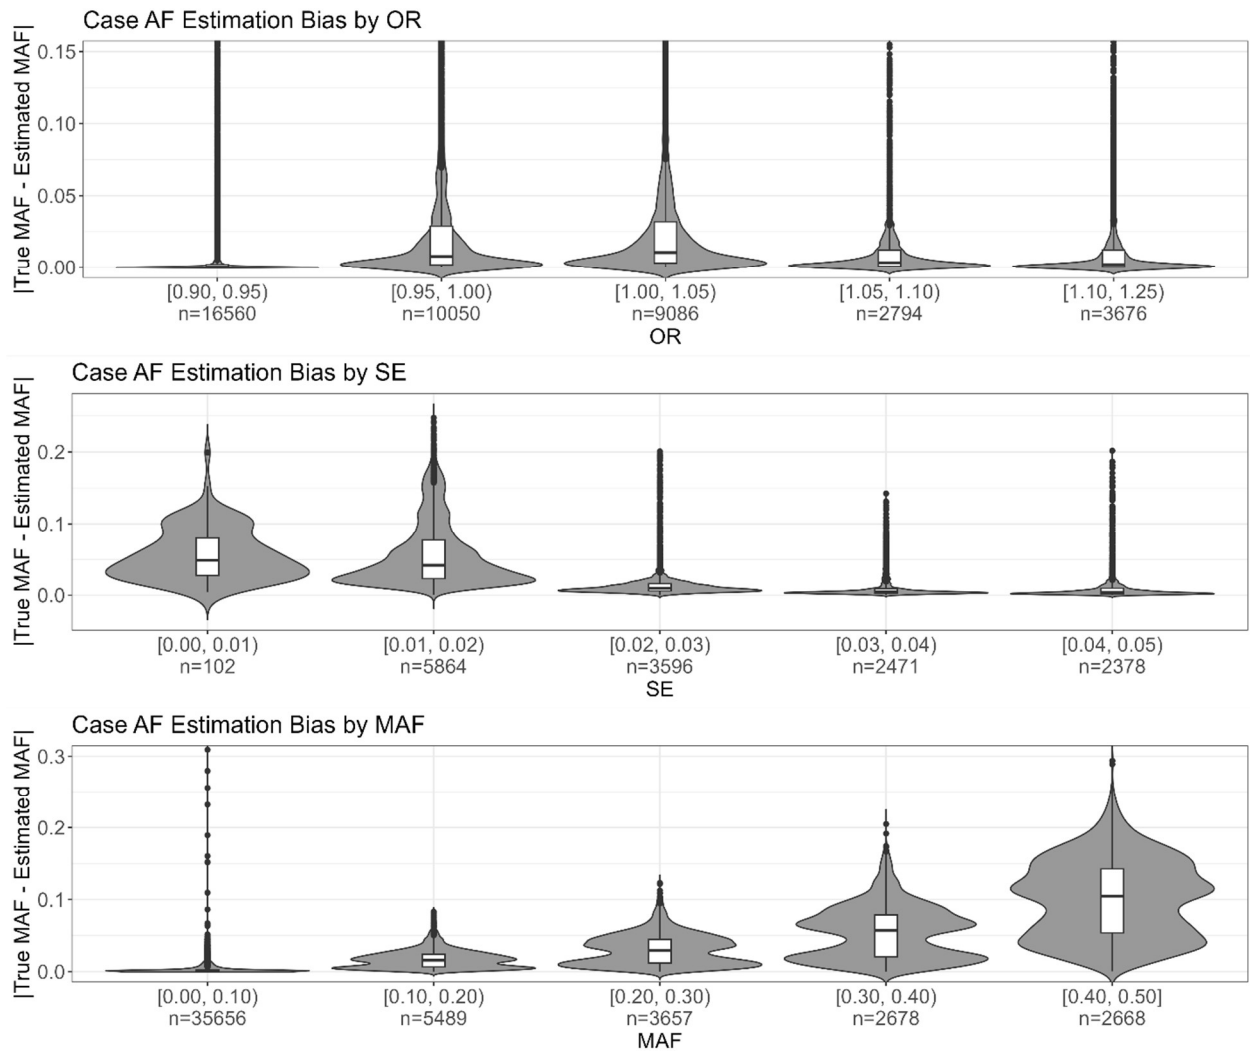 Case AF Estimation Bias by OR
|True MAF - Estimated MAF|
0.15
0.10
0.05
0.00
[0.90, 0.95) [0.95, 1.00) [1.00, 1.05) [1.05, 1.10) [1.10, 1.25)
n=16560 n=10050 n=9086 n=2794 n=3676
OR
Case AF Estimation Bias by SE
|True MAF - Estimated MAF|
0.2
0.1
0.0
[0.00, 0.01) [0.01, 0.02) [0.02, 0.03) [0.03, 0.04) [0.04, 0.05)
n=102 n=5864 n=3596 n=2471 n=2378
SE
Case AF Estimation Bias by MAF
|True MAF - Estimated MAF|
0.3
0.2
0.1
0.0
[0.00, 0.10) [0.10, 0.20) [0.20, 0.30) [0.30, 0.40) [0.40, 0.50]
n=35656 n=5489 n=3657 n=2678 n=2668
MAF